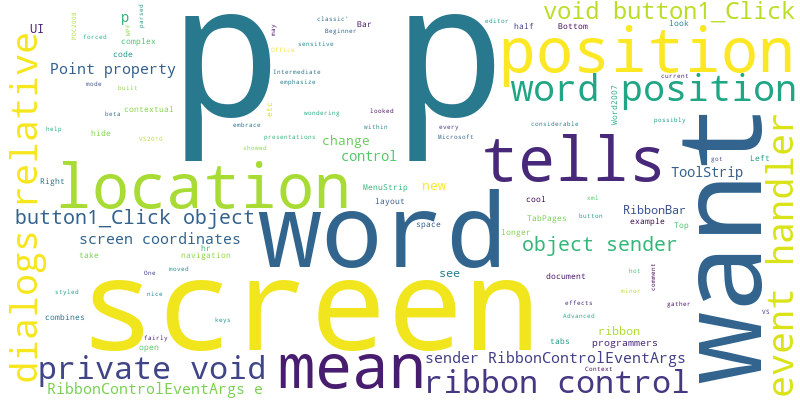 p p
void button1_Click
UI
p
classic'
Bar
editor
half
Bottom
look
PDC2008
forced
WPF
parsed
complex
Beginner
may
position
code
Office
sensitive
Point property
Intermediate
mode
built
emphasize
current
word position
contextual
etc
beta
wondering
looked
Word2007
considerable
possibly
relative
help
hide
VS2010
embrace
within
every
Microsoft
presentations
change
showed
control
tells
got
Left
want
ToolStrip
location
Right
MenuStrip
new
layout
cool
xml
event handler
RibbonBar
button1_Click object
word
TabPages
button
example
Top
space
screen coordinates
longer
object sender
hr
take
navigation
One
moved
see
document
hot
comment
minor
dialogs
screen
styled
nice
keys
effects
gather
combines
Advanced
VS
fairly
open
tabs
ribbon
programmers
private void
mean
sender RibbonControlEventArgs
Context
RibbonControlEventArgs e
ribbon control